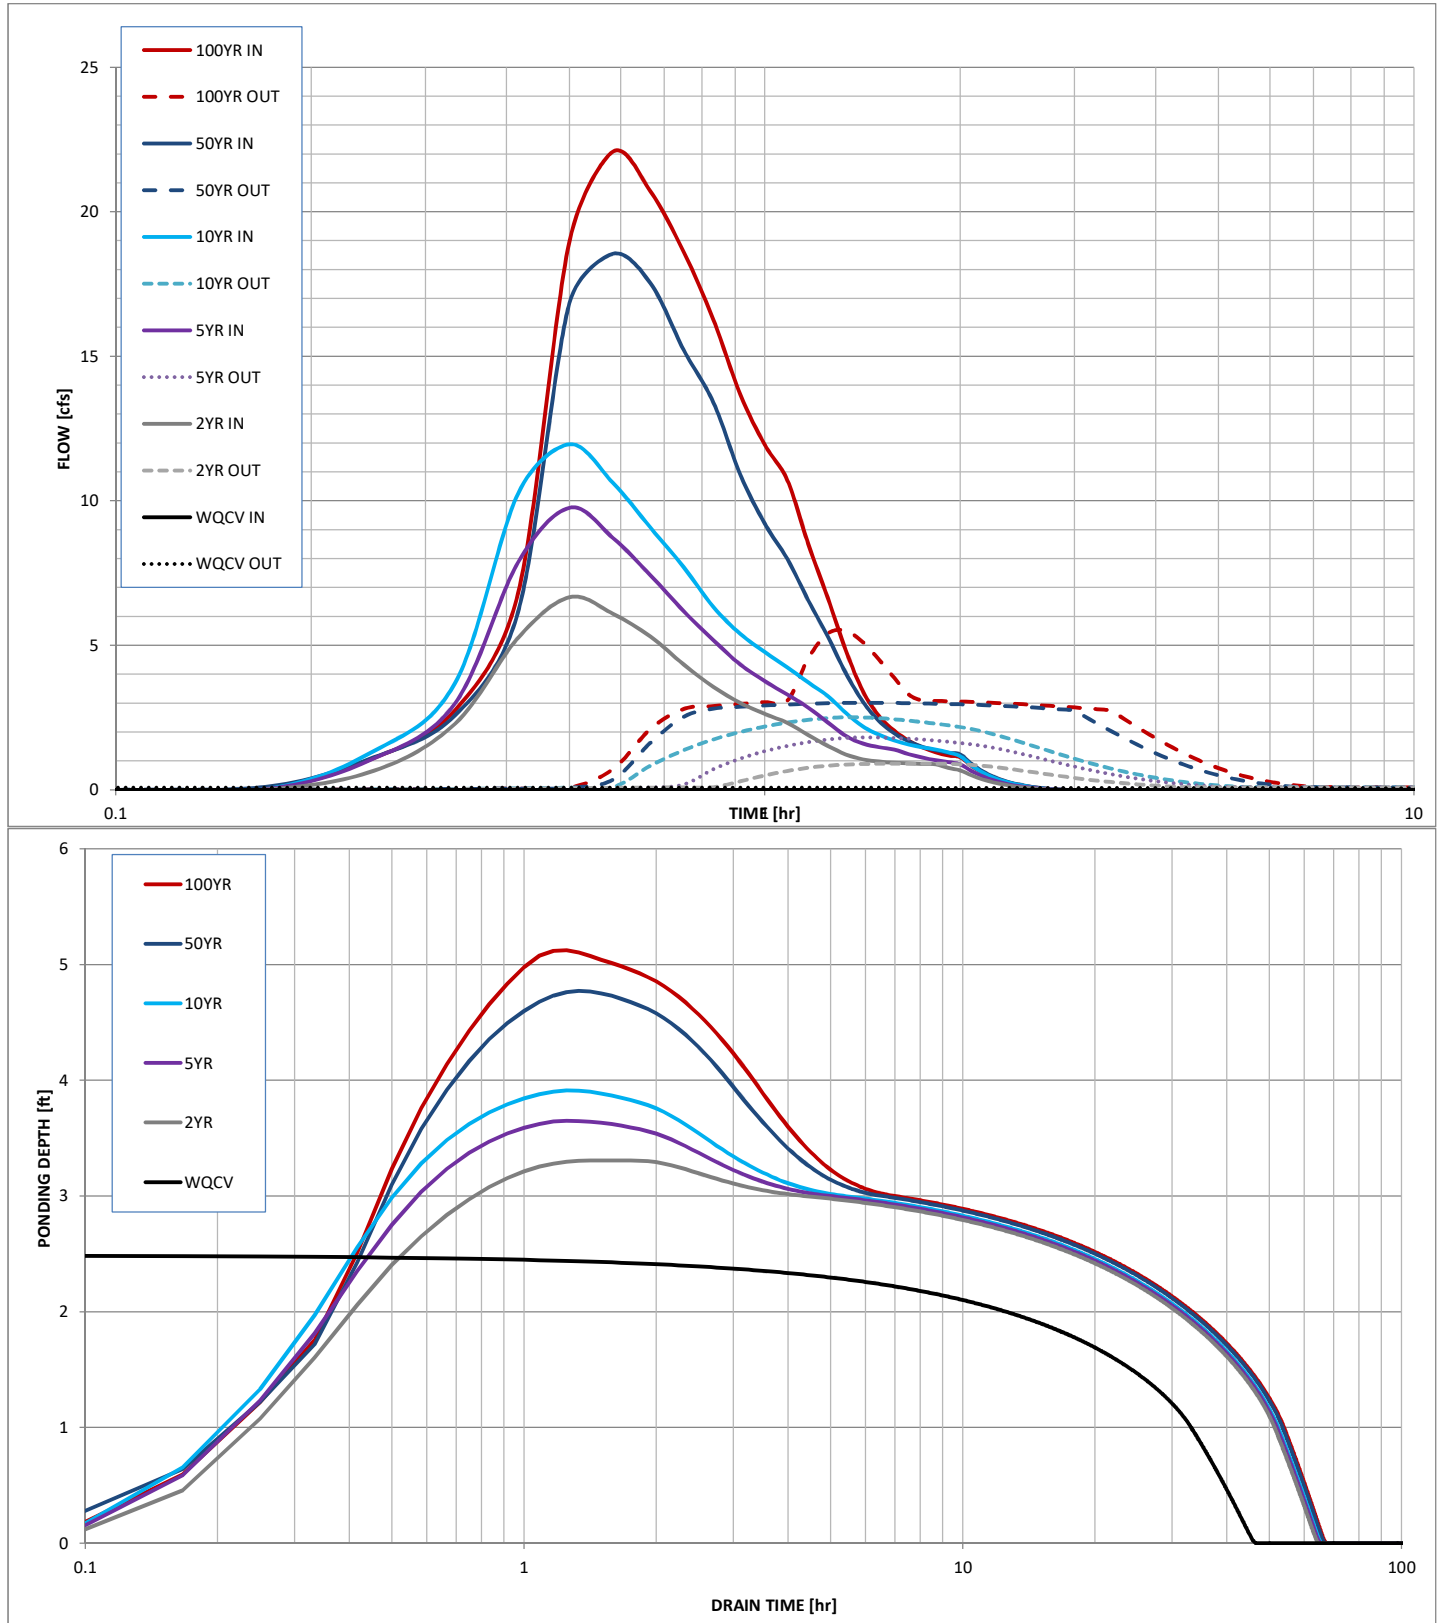 100YR IN
100YR OUT
50YR IN
50YR OUT
10YR IN
10YR OUT
5YR IN
5YR OUT
2YR IN
2YR OUT
WQCV IN
WQCV OUT
25
20
15
10
5
0
FLOW [cfs]
0.1
TIME [hr]
10
100YR
50YR
10YR
5YR
2YR
WQCV
6
5
4
3
2
1
0
PONDING DEPTH [ft]
0.1
1
10
100
DRAIN TIME [hr]